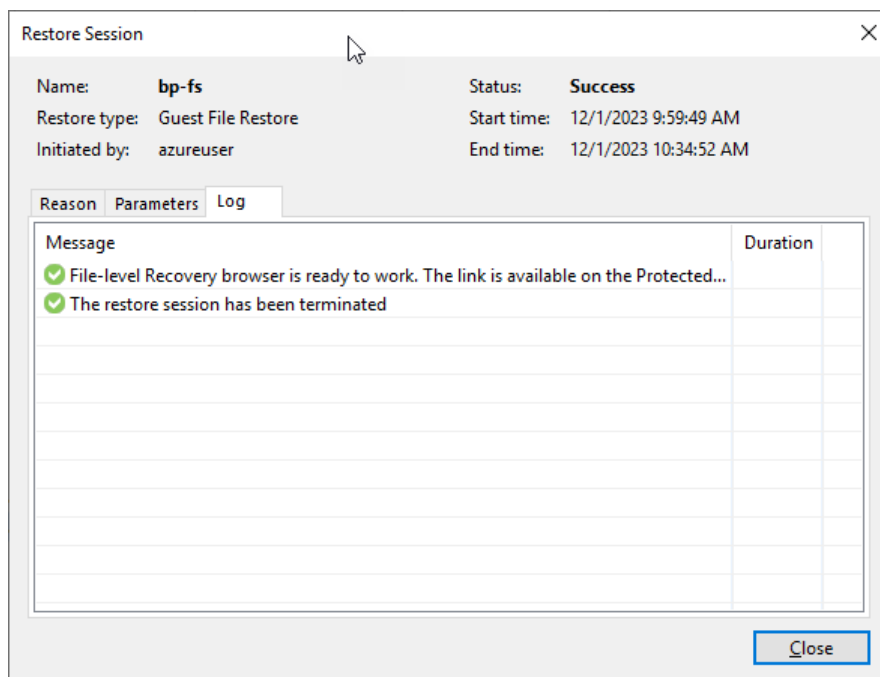 Restore Session
Name: bp-fs
Status: Success
Restore type: Guest File Restore
Start time: 12/1/2023 9:59:49 AM
Initiated by: azureuser
End time: 12/1/2023 10:34:52 AM
Reason Parameters Log
Message Duration
File-level Recovery browser is ready to work. The link is available on the Protected...
The restore session has been terminated
Close